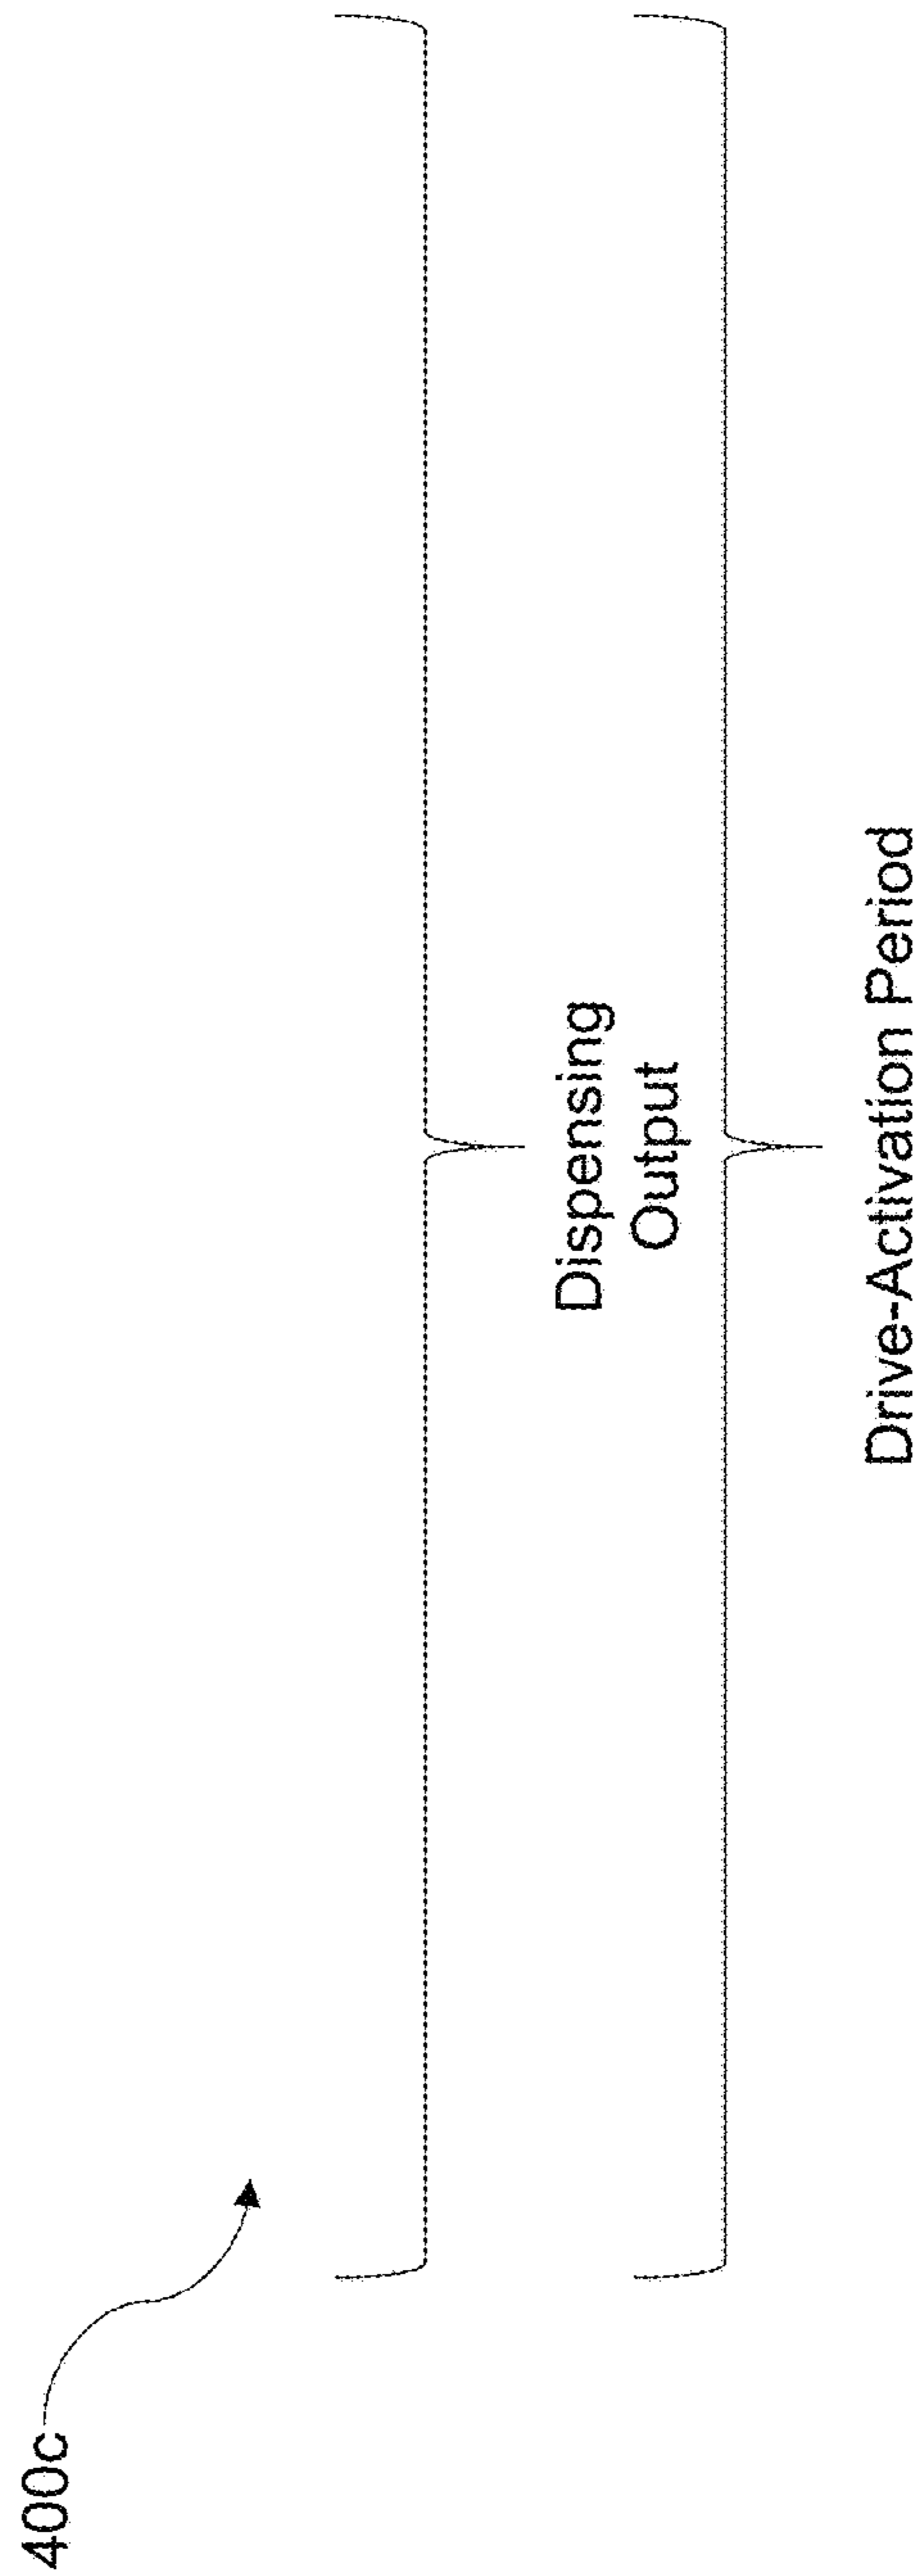 400c
Dispensing
Output
Drive-Activation Period